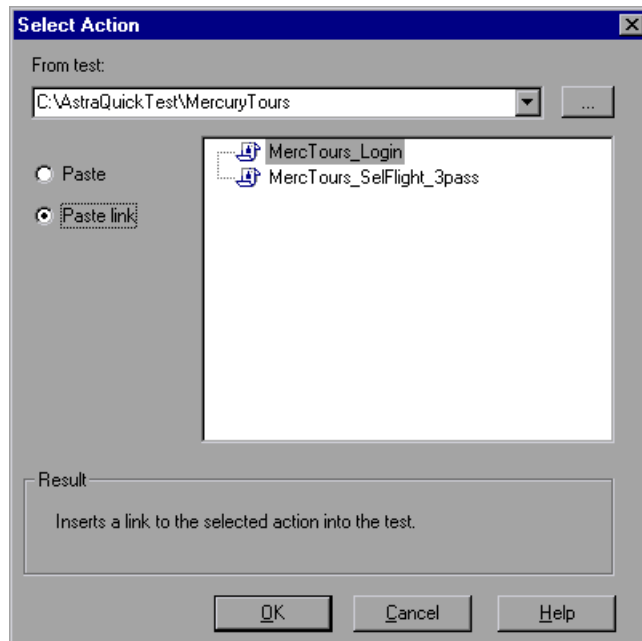 Select Action
From test:
C:\AstraQuickTest\MercuryTours
...
MercTours_Login
MercTours_SelFlight_3pass
Paste
Paste link
Result
Inserts a link to the selected action into the test.
OK
Cancel
Help